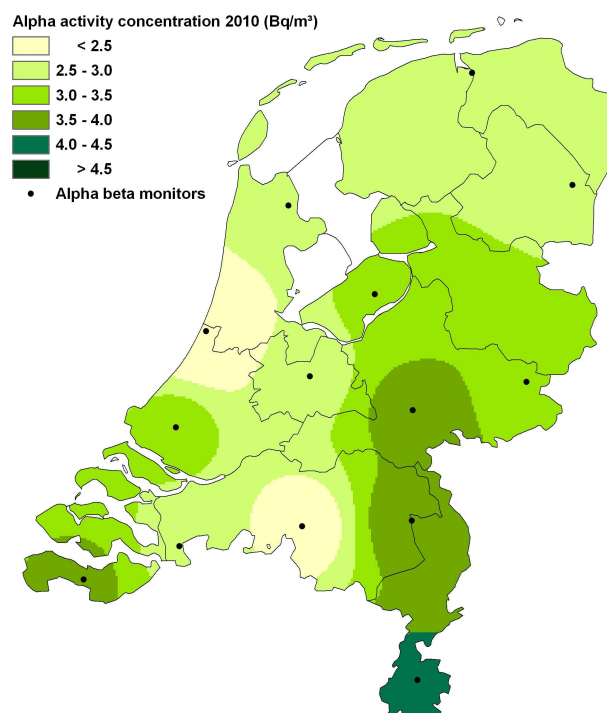 Alpha activity concentration 2010 (Bq/m³)
< 2.5
2.5 - 3.0
3.0 - 3.5
3.5 - 4.0
4.0 - 4.5
> 4.5
Alpha beta monitors